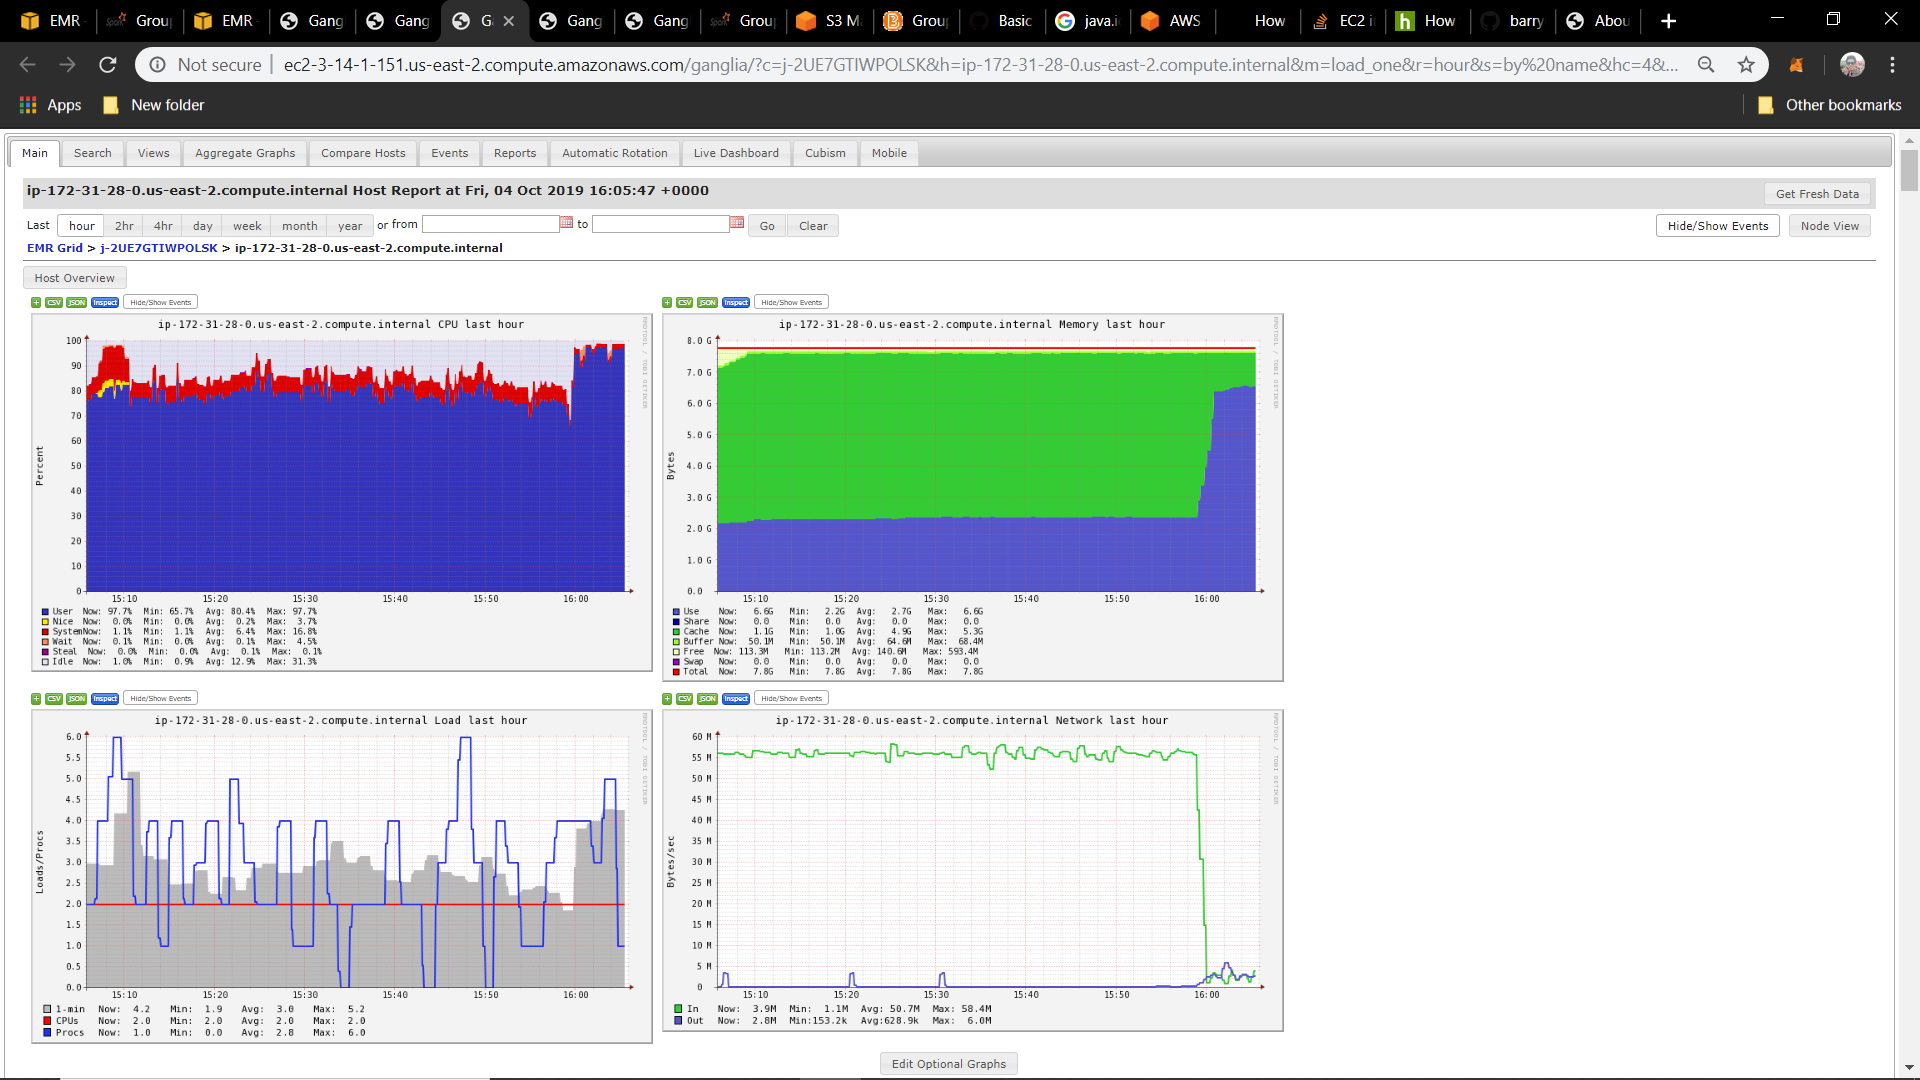 EMR
Grou
EMR
Gang
Gang
G
Gang
Gang
Grou
S3 M
Grou
Basic
java.i
AWS
How
EC2 i
How
barry
Abou
Not secure
ec2-3-14-1-151.us-east-2.compute.amazonaws.com/ganglia/?c=j-2UE7GTIWPOLSK&h=ip-172-31-28-0.us-east-2.compute.internal&m=load_one&r=hour&s=by%20name&hc=4&...
Apps
New folder
Other bookmarks
Main
Search
Views
Aggregate Graphs
Compare Hosts
Events
Reports
Automatic Rotation
Live Dashboard
Cubism
Mobile
ip-172-31-28-0.us-east-2.compute.internal Host Report at Fri, 04 Oct 2019 16:05:47 +0000
Get Fresh Data
Last hour 2hr 4hr day week month year or from to Go Clear
Hide/Show Events
Node View
EMR Grid > j-2UE7GTIWPOLSK > ip-172-31-28-0.us-east-2.compute.internal
Host Overview
+ CSV JSON Inspect Hide/Show Events
ip-172-31-28-0.us-east-2.compute.internal CPU last hour
RRDTOOL / TOBI OETIKER
Percent
100
90
80
70
60
50
40
30
20
10
0
15:10 15:20 15:30 15:40 15:50 16:00
User Now: 97.7% Min: 65.7% Avg: 80.4% Max: 97.7%
Nice Now: 0.0% Min: 0.0% Avg: 0.2% Max: 3.7%
System Now: 1.1% Min: 1.1% Avg: 6.4% Max: 16.8%
Wait Now: 0.1% Min: 0.0% Avg: 0.1% Max: 4.5%
Steal Now: 0.0% Min: 0.0% Avg: 0.1% Max: 0.1%
Idle Now: 1.0% Min: 0.9% Avg: 12.9% Max: 31.3%
+ CSV JSON Inspect Hide/Show Events
ip-172-31-28-0.us-east-2.compute.internal Memory last hour
RRDTOOL / TOBI OETIKER
Bytes
8.0 G
7.0 G
6.0 G
5.0 G
4.0 G
3.0 G
2.0 G
1.0 G
0.0
15:10 15:20 15:30 15:40 15:50 16:00
Use Now: 6.6G Min: 2.2G Avg: 2.7G Max: 6.6G
Share Now: 0.0 Min: 0.0 Avg: 0.0 Max: 0.0
Cache Now: 1.1G Min: 1.0G Avg: 4.9G Max: 5.3G
Buffer Now: 50.1M Min: 50.1M Avg: 64.6M Max: 68.4M
Free Now: 113.3M Min: 113.2M Avg: 140.6M Max: 593.4M
Swap Now: 0.0 Min: 0.0 Avg: 0.0 Max: 0.0
Total Now: 7.8G Min: 7.8G Avg: 7.8G Max: 7.8G
+ CSV JSON Inspect Hide/Show Events
ip-172-31-28-0.us-east-2.compute.internal Load last hour
RRDTOOL / TOBI OETIKER
Loads/Procs
6.0
5.5
5.0
4.5
4.0
3.5
3.0
2.5
2.0
1.5
1.0
0.5
0.0
15:10 15:20 15:30 15:40 15:50 16:00
1-min Now: 4.2 Min: 1.9 Avg: 3.0 Max: 5.2
CPUs Now: 2.0 Min: 2.0 Avg: 2.0 Max: 2.0
Procs Now: 1.0 Min: 0.0 Avg: 2.8 Max: 6.0
+ CSV JSON Inspect Hide/Show Events
ip-172-31-28-0.us-east-2.compute.internal Network last hour
RRDTOOL / TOBI OETIKER
Bytes/sec
60 M
55 M
50 M
45 M
40 M
35 M
30 M
25 M
20 M
15 M
10 M
5 M
0
15:10 15:20 15:30 15:40 15:50 16:00
In Now: 3.9M Min: 1.1M Avg: 50.7M Max: 58.4M
Out Now: 2.8M Min:153.2k Avg:628.9k Max: 6.0M
Edit Optional Graphs